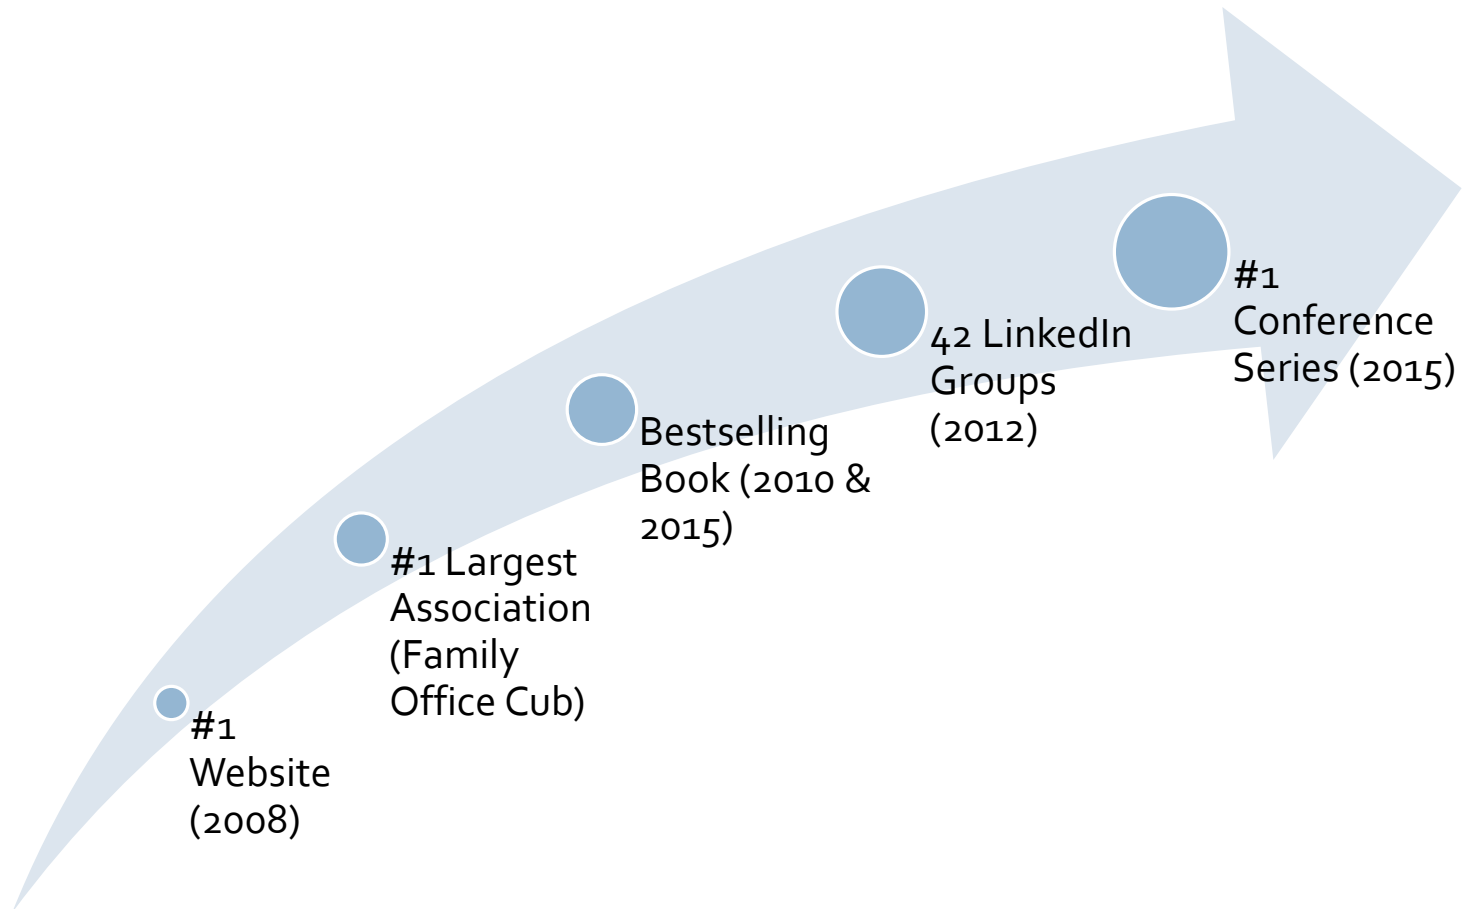 #1
Website
(2008)
#1 Largest
Association
(Family
Office Cub)
Bestselling
Book (2010 &
2015)
42 LinkedIn
Groups
(2012)
#1
Conference
Series (2015)